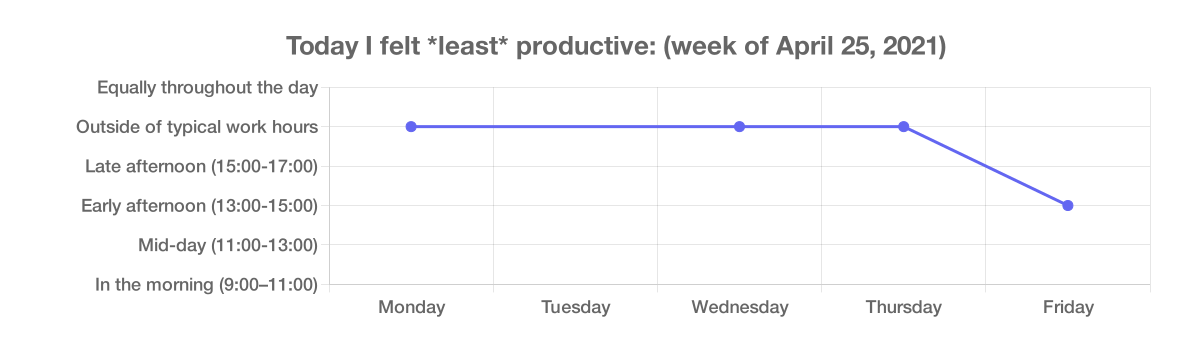 Today I felt *least* productive: (week of April 25, 2021)
Equally throughout the day
Outside of typical work hours
Late afternoon (15:00-17:00)
Early afternoon (13:00-15:00)
Mid-day (11:00-13:00)
In the morning (9:00–11:00)
Monday Tuesday Wednesday Thursday Friday